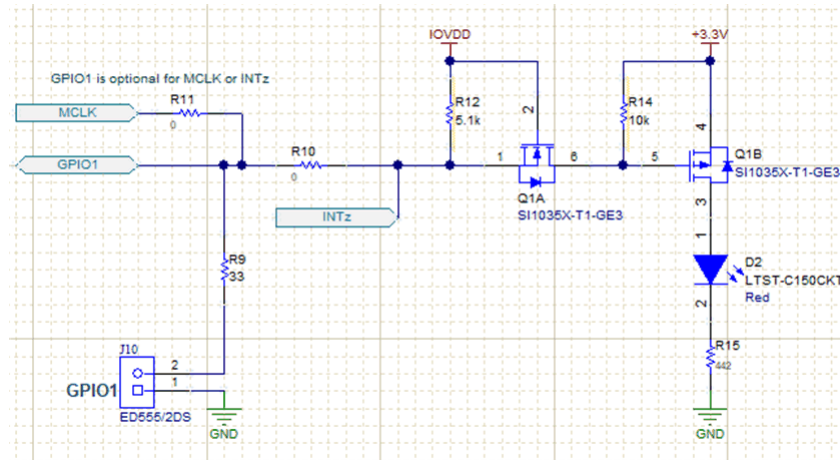 IOVDD
+3.3V
GPIO1 is optional for MCLK or INTz
R11
MCLK
0
R12
5.1k
2
R14
10k
4
GPIO1
R10
0
1
6
5
Q1B
SI1035X-T1-GE3
Q1A
SI1035X-T1-GE3
INTz
3
1
R9
33
D2
LTST-C150CKT
Red
2
J10
2
1
GPIO1
ED555/2DS
GND
R15
442
GND